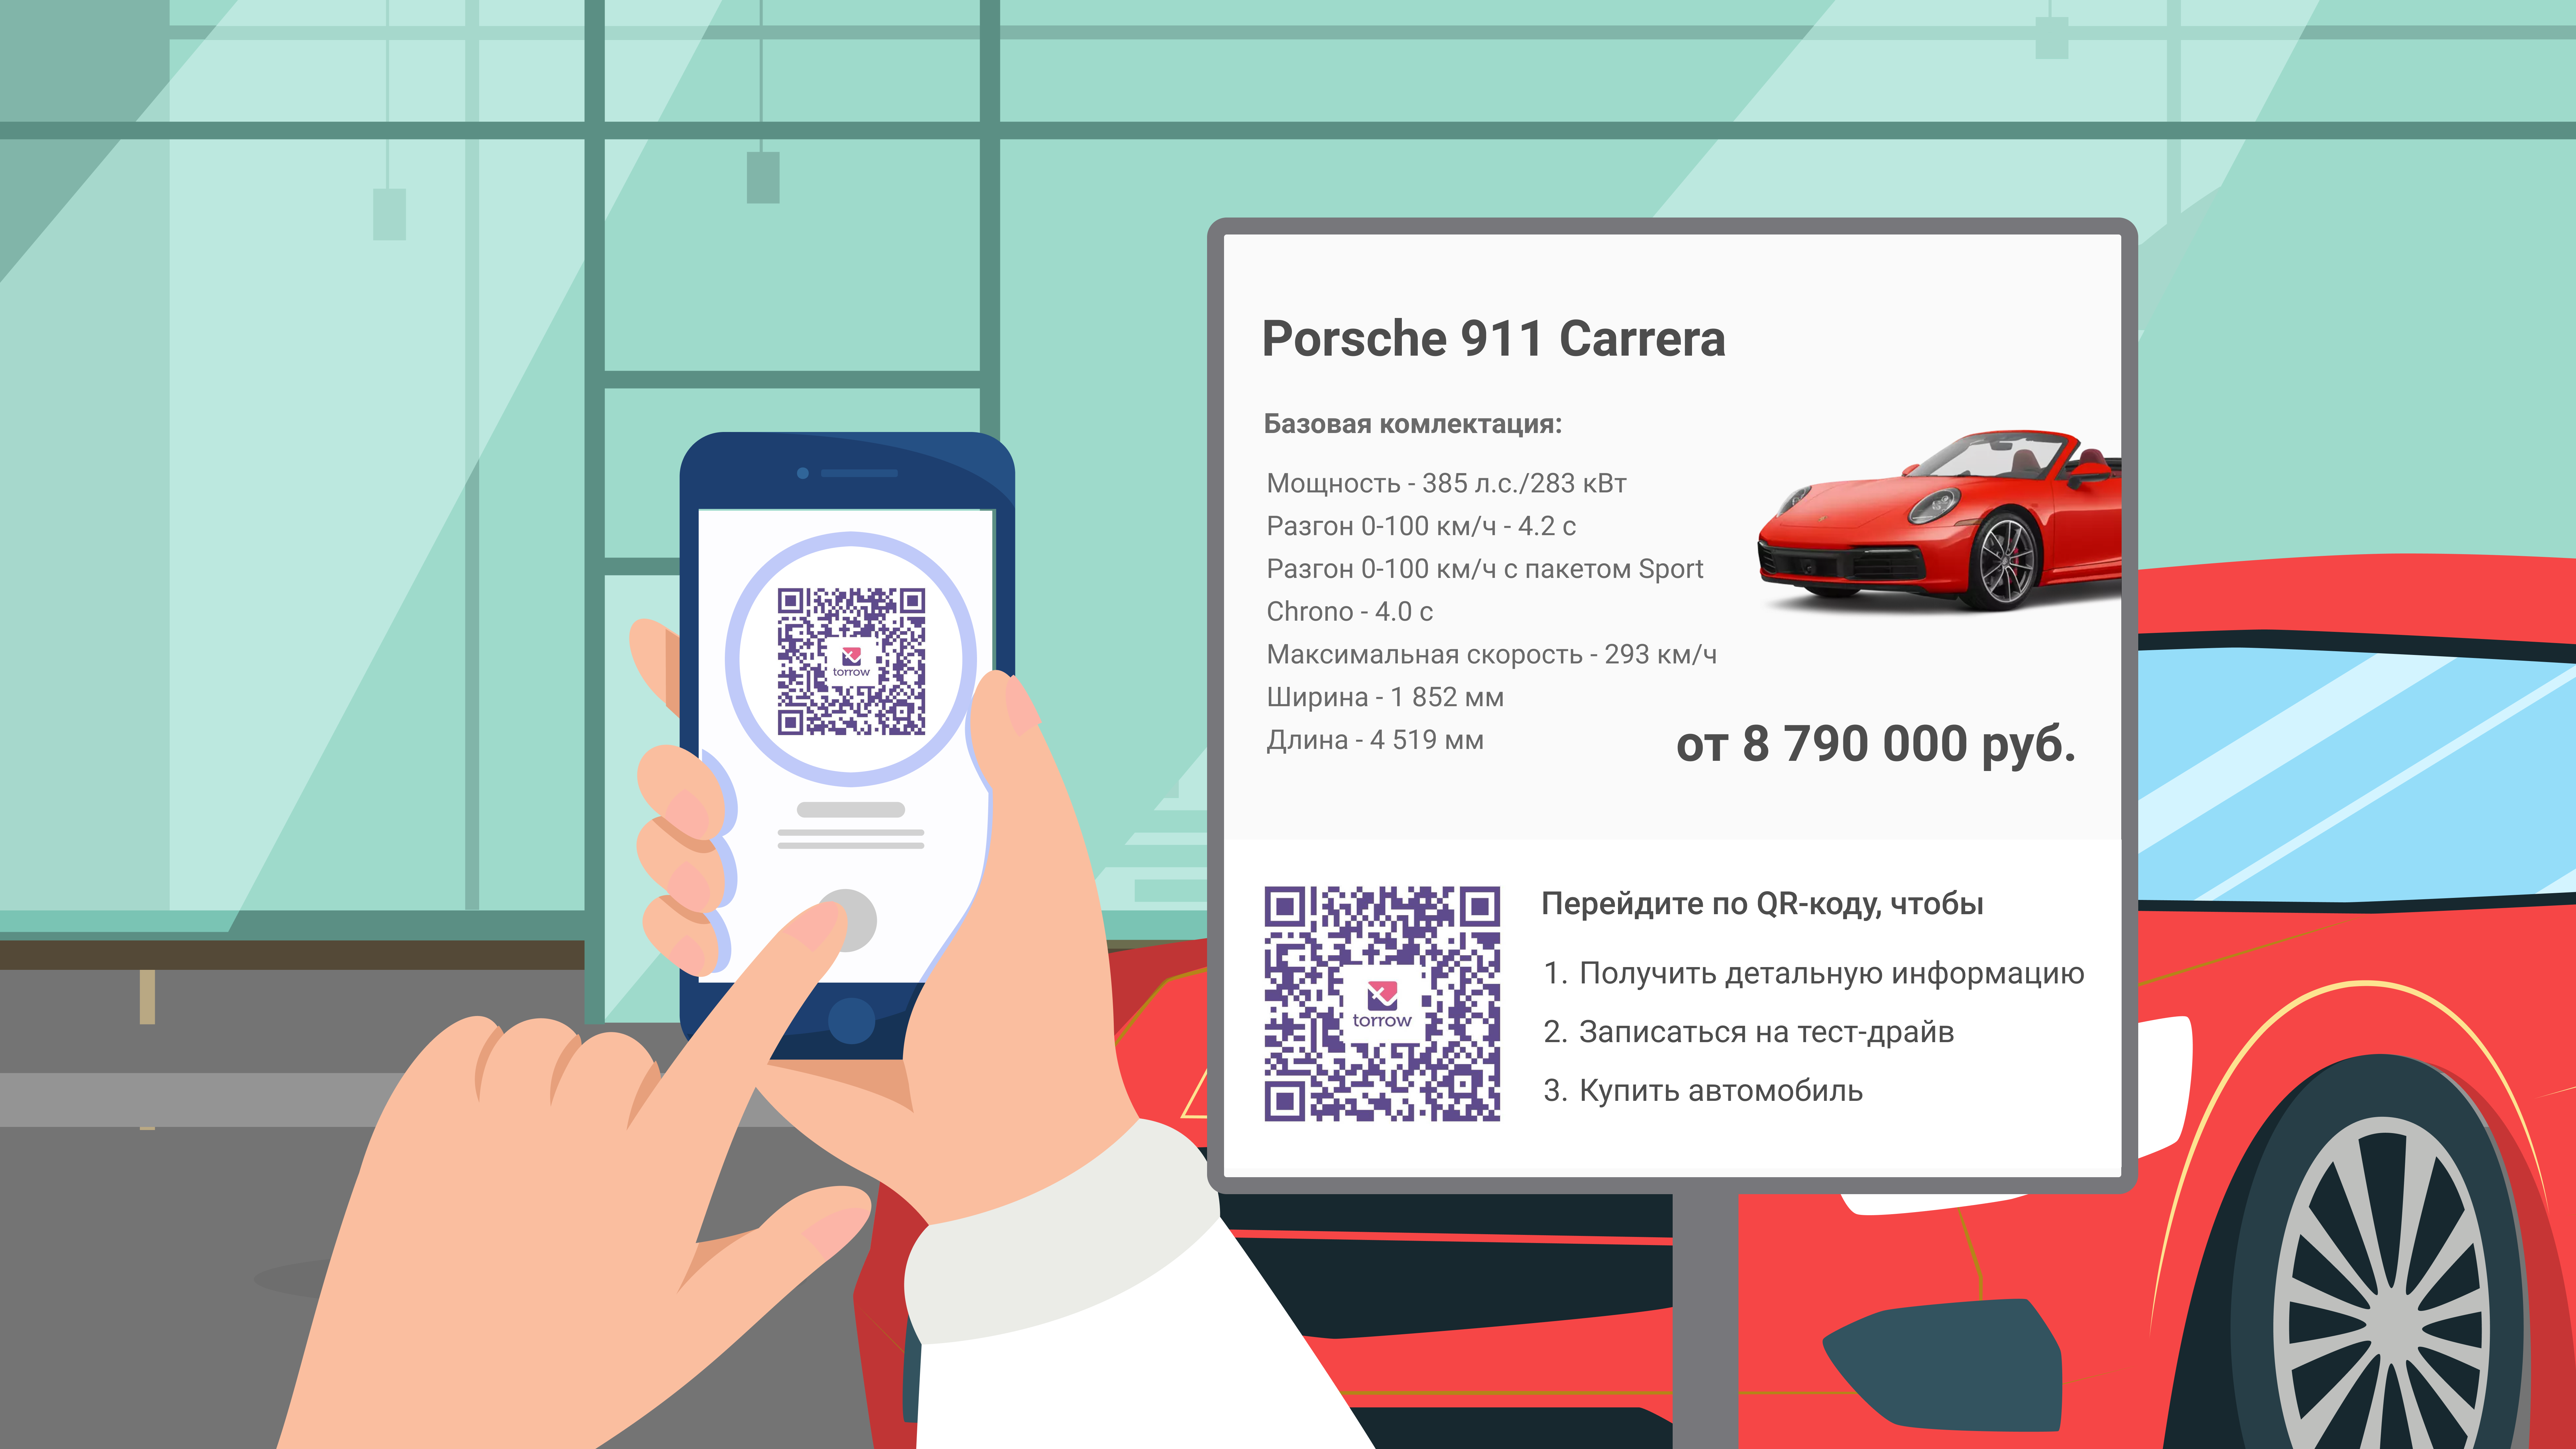 Porsche 911 Carrera
Базовая комлектация:
Мощность - 385 л.с./283 кВт
Разгон 0-100 км/ч - 4.2 с
Разгон 0-100 км/ч с пакетом Sport
Chrono - 4.0 с
Максимальная скорость - 293 км/ч
Ширина - 1 852 мм
Длина - 4 519 мм
от 8 790 000 руб.
torrow
Перейдите по QR-коду, чтобы
1. Получить детальную информацию
2. Записаться на тест-драйв
3. Купить автомобиль
torrow